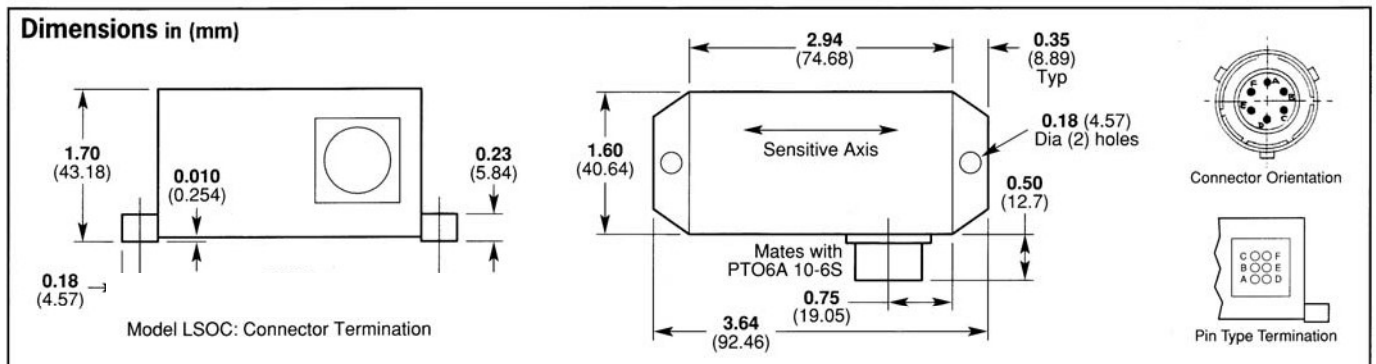 Dimensions in (mm)
1.70
(43.18)
0.010
(0.254)
0.23
(5.84)
0.18
(4.57)
Model LSOC: Connector Termination
2.94
(74.68)
0.35
(8.89)
Typ
1.60
(40.64)
Sensitive Axis
0.18 (4.57)
Dia (2) holes
0.50
(12.7)
Mates with
PTO6A 10-6S
0.75
(19.05)
3.64
(92.46)
F A
B
E C
D
Connector Orientation
C F
B E
A D
Pin Type Termination